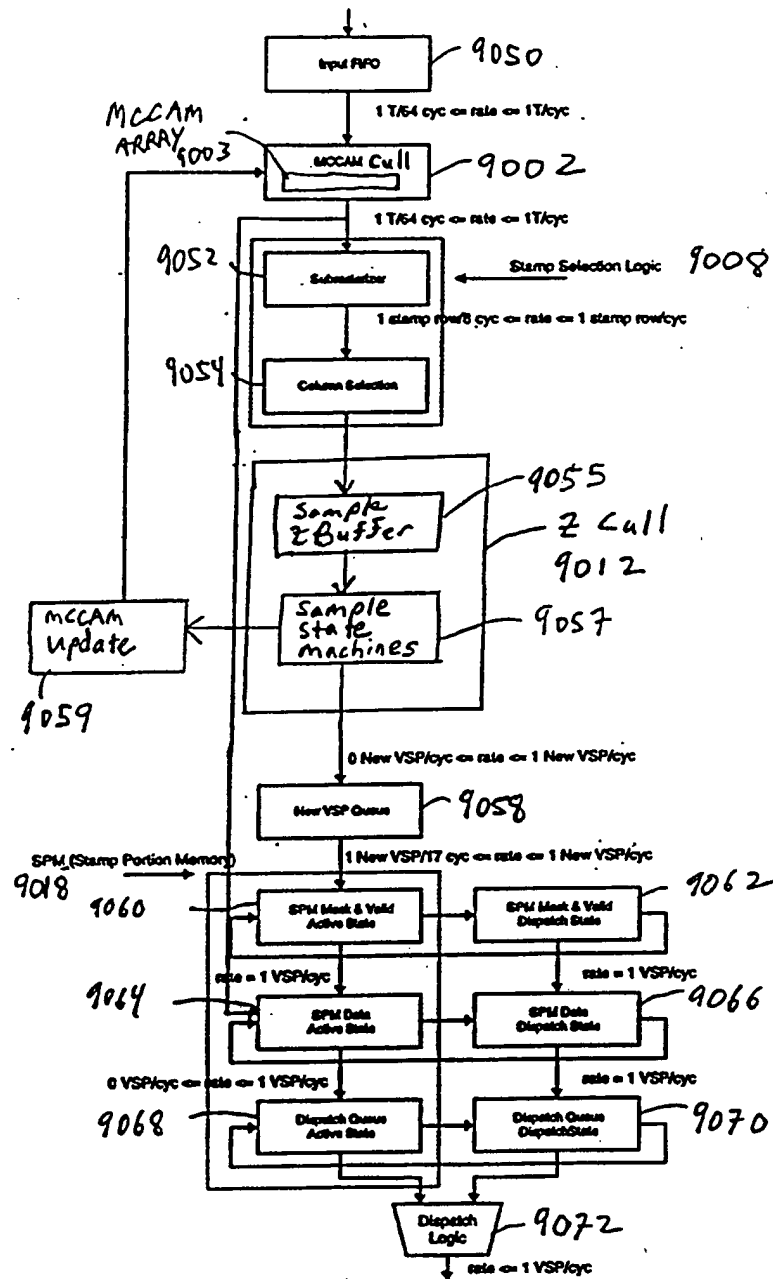 Input FIFO
9050
1 T/64 cyc <= rate <= 1T/cyc
MCCAM
ARRAY
9003
MCCAM Cull
9002
1 T/64 cyc <= rate <= 1T/cyc
9052
Subrasterizer
Stamp Selection Logic
9008
1 stamp row/8 cyc <= rate <= 1 stamp row/cyc
9054
Column Selection
9055
Sample
Z Buffer
Z Cull
9012
MCCAM
Update
Sample
State
Machines
9057
9059
0 New VSP/cyc <= rate <= 1 New VSP/cyc
New VSP Queue
9058
SPM (Stamp Portion Memory)
9018
1 New VSP/17 cyc <= rate <= 1 New VSP/cyc
9060
SPM Mask & Valid
Active State
SPM Mask & Valid
Dispatch State
9062
rate = 1 VSP/cyc
rate = 1 VSP/cyc
9064
SPM Data
Active State
SPM Data
Dispatch State
9066
0 VSP/cyc <= rate <= 1 VSP/cyc
rate = 1 VSP/cyc
9068
Dispatch Queue
Active State
Dispatch Queue
DispatchState
9070
Dispatch
Logic
9072
rate <= 1 VSP/cyc